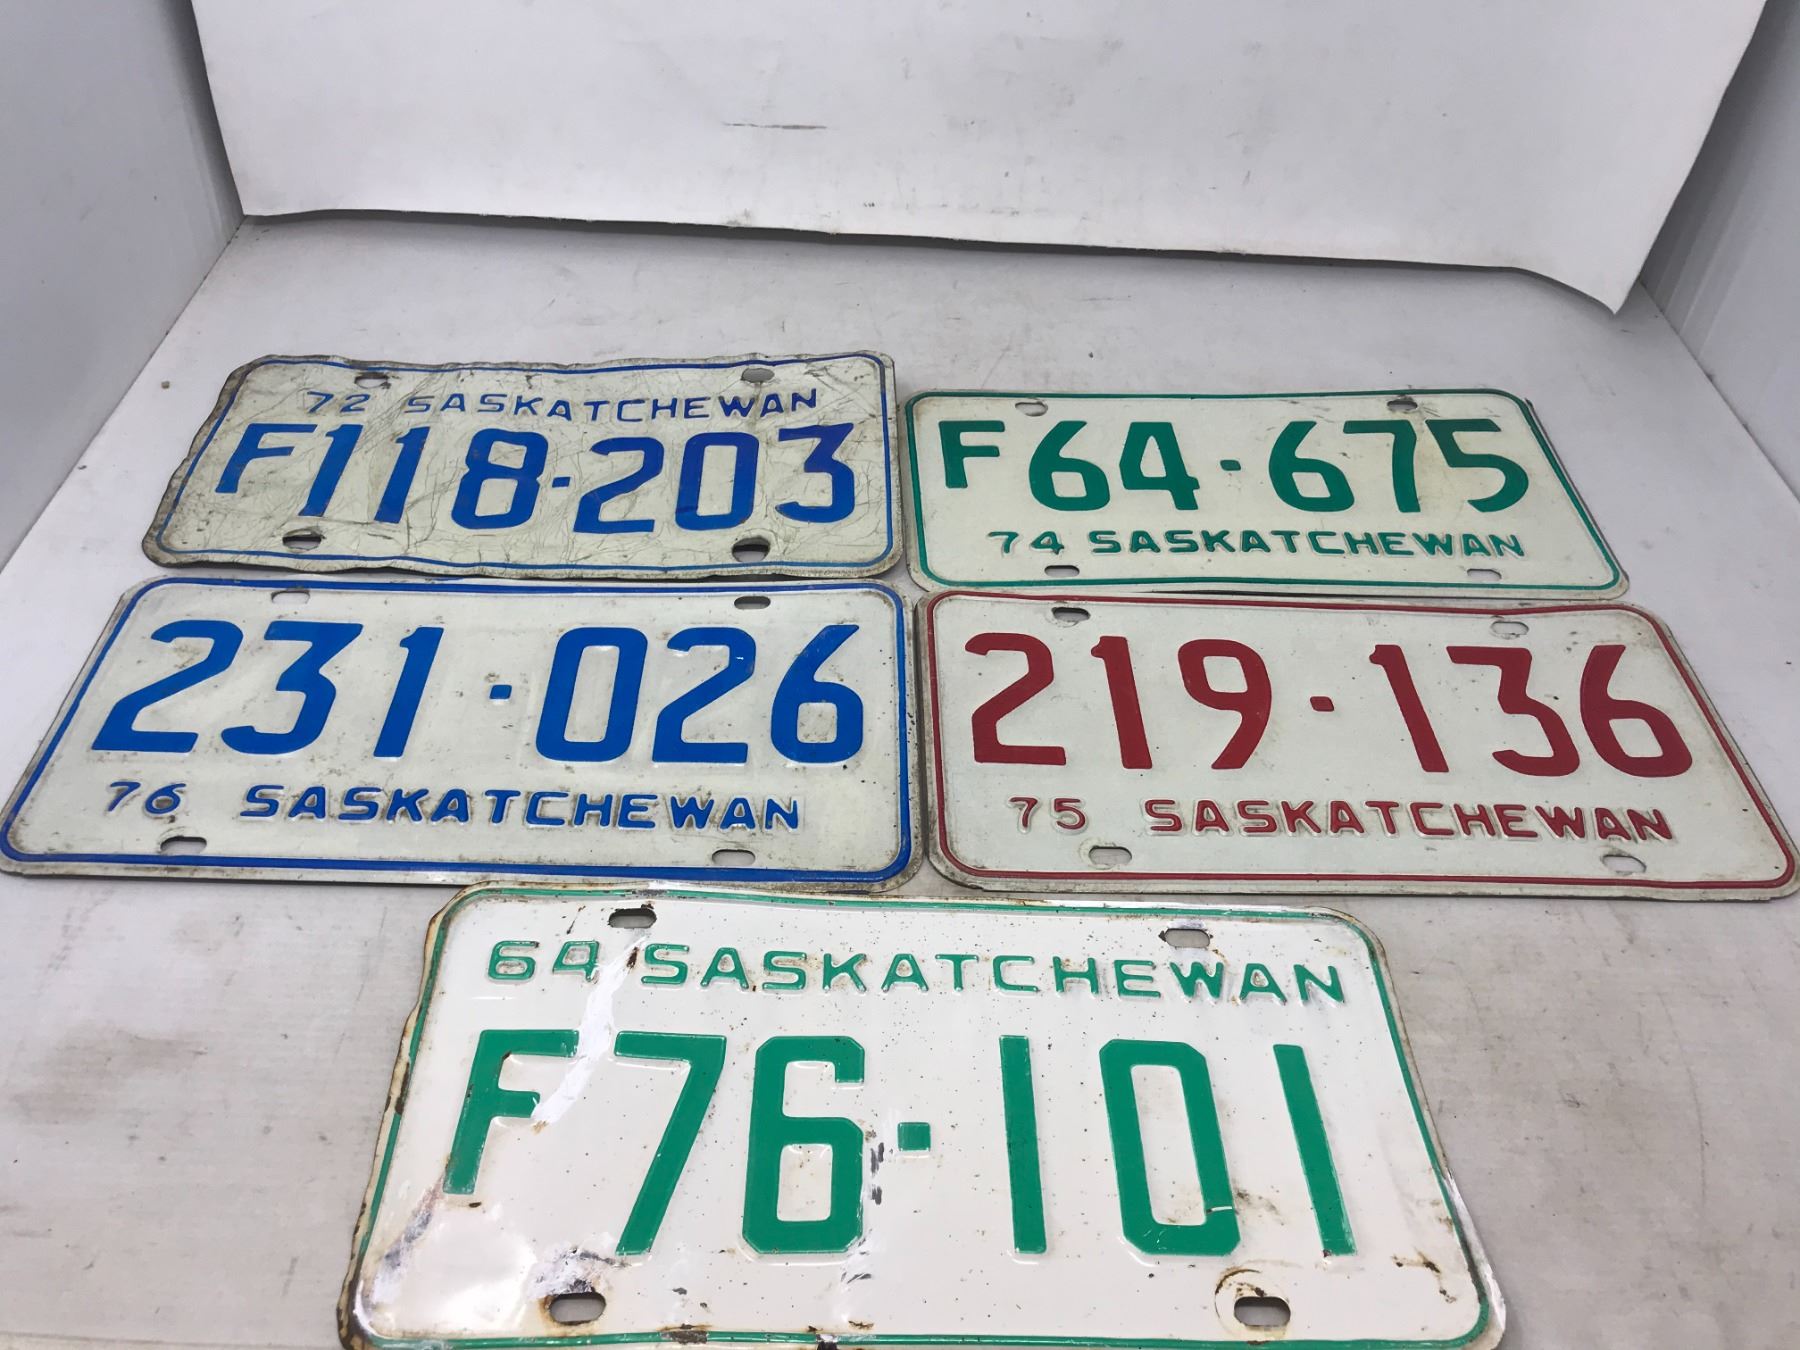 72 SASKATCHEWAN
F118-203
F64-675
74 SASKATCHEWAN
231-026
76 SASKATCHEWAN
219-136
75 SASKATCHEWAN
64 SASKATCHEWAN
F76-101